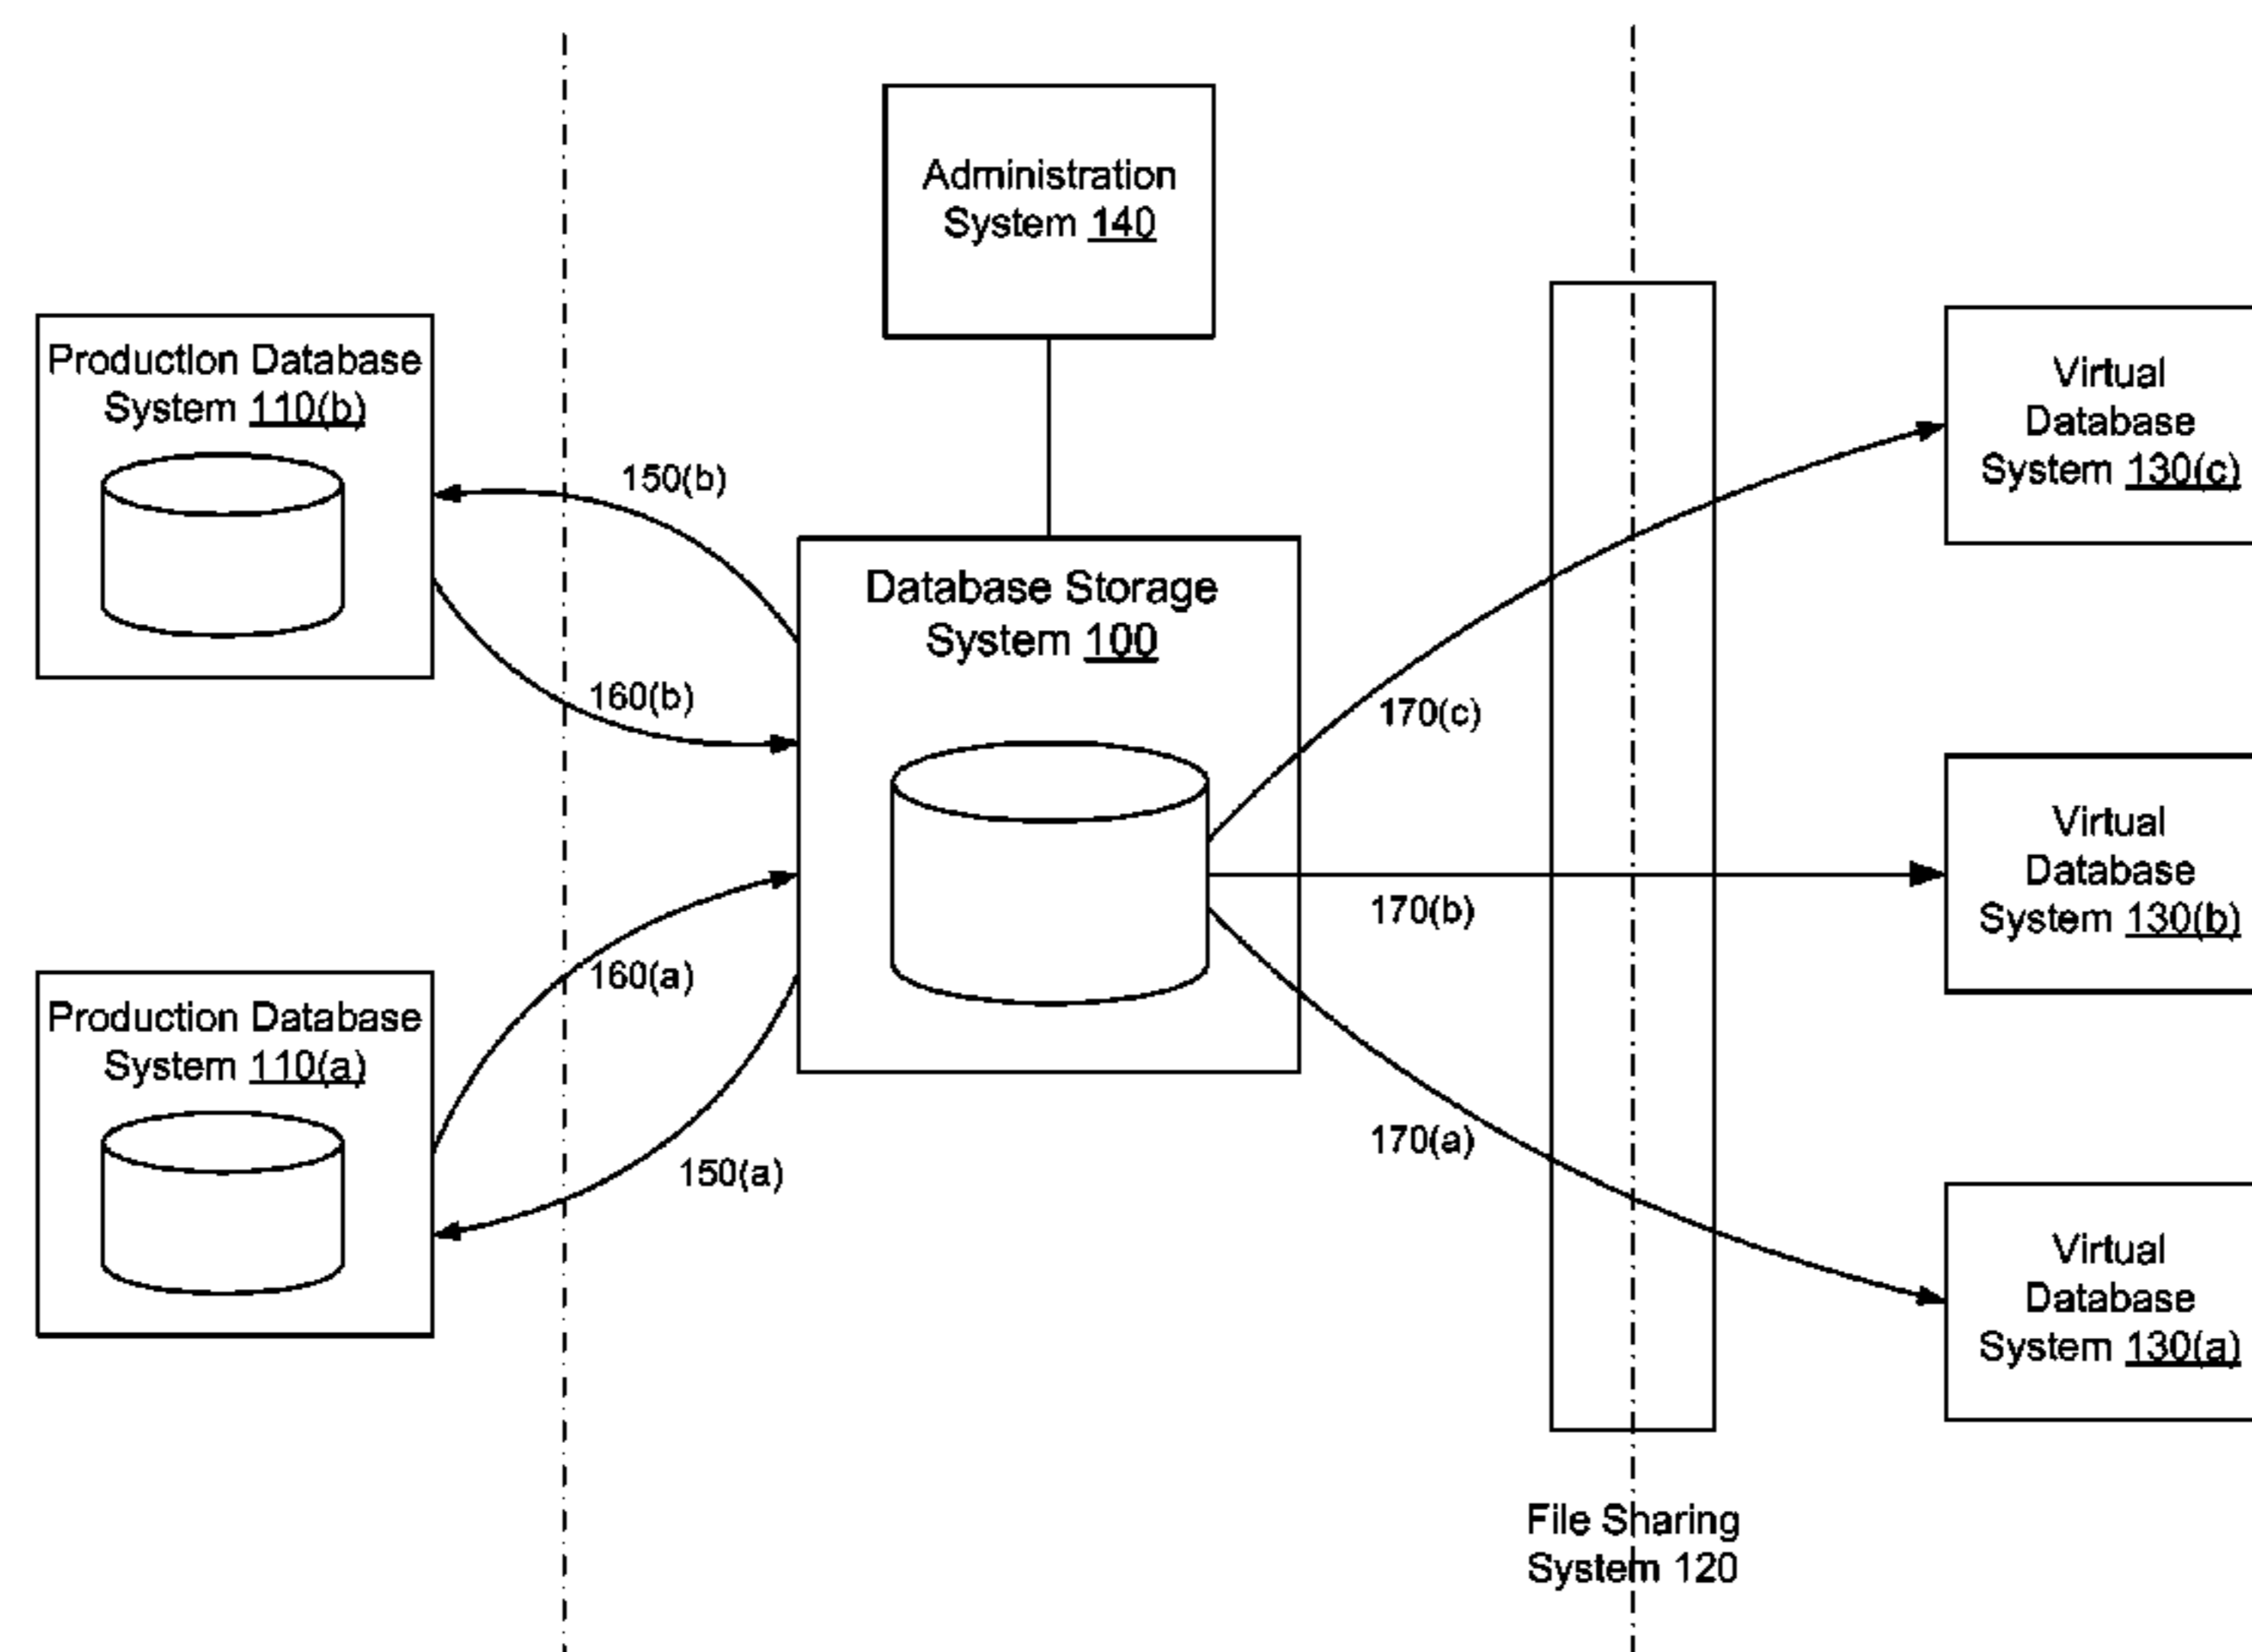 Administration
System 140
Production Database
System 110(b)
Virtual
Database
System 130(c)
150(b)
Database Storage
System 100
160(b)
170(c)
Virtual
Database
System 130(b)
170(b)
160(a)
Production Database
System 110(a)
170(a)
150(a)
Virtual
Database
System 130(a)
File Sharing
System 120